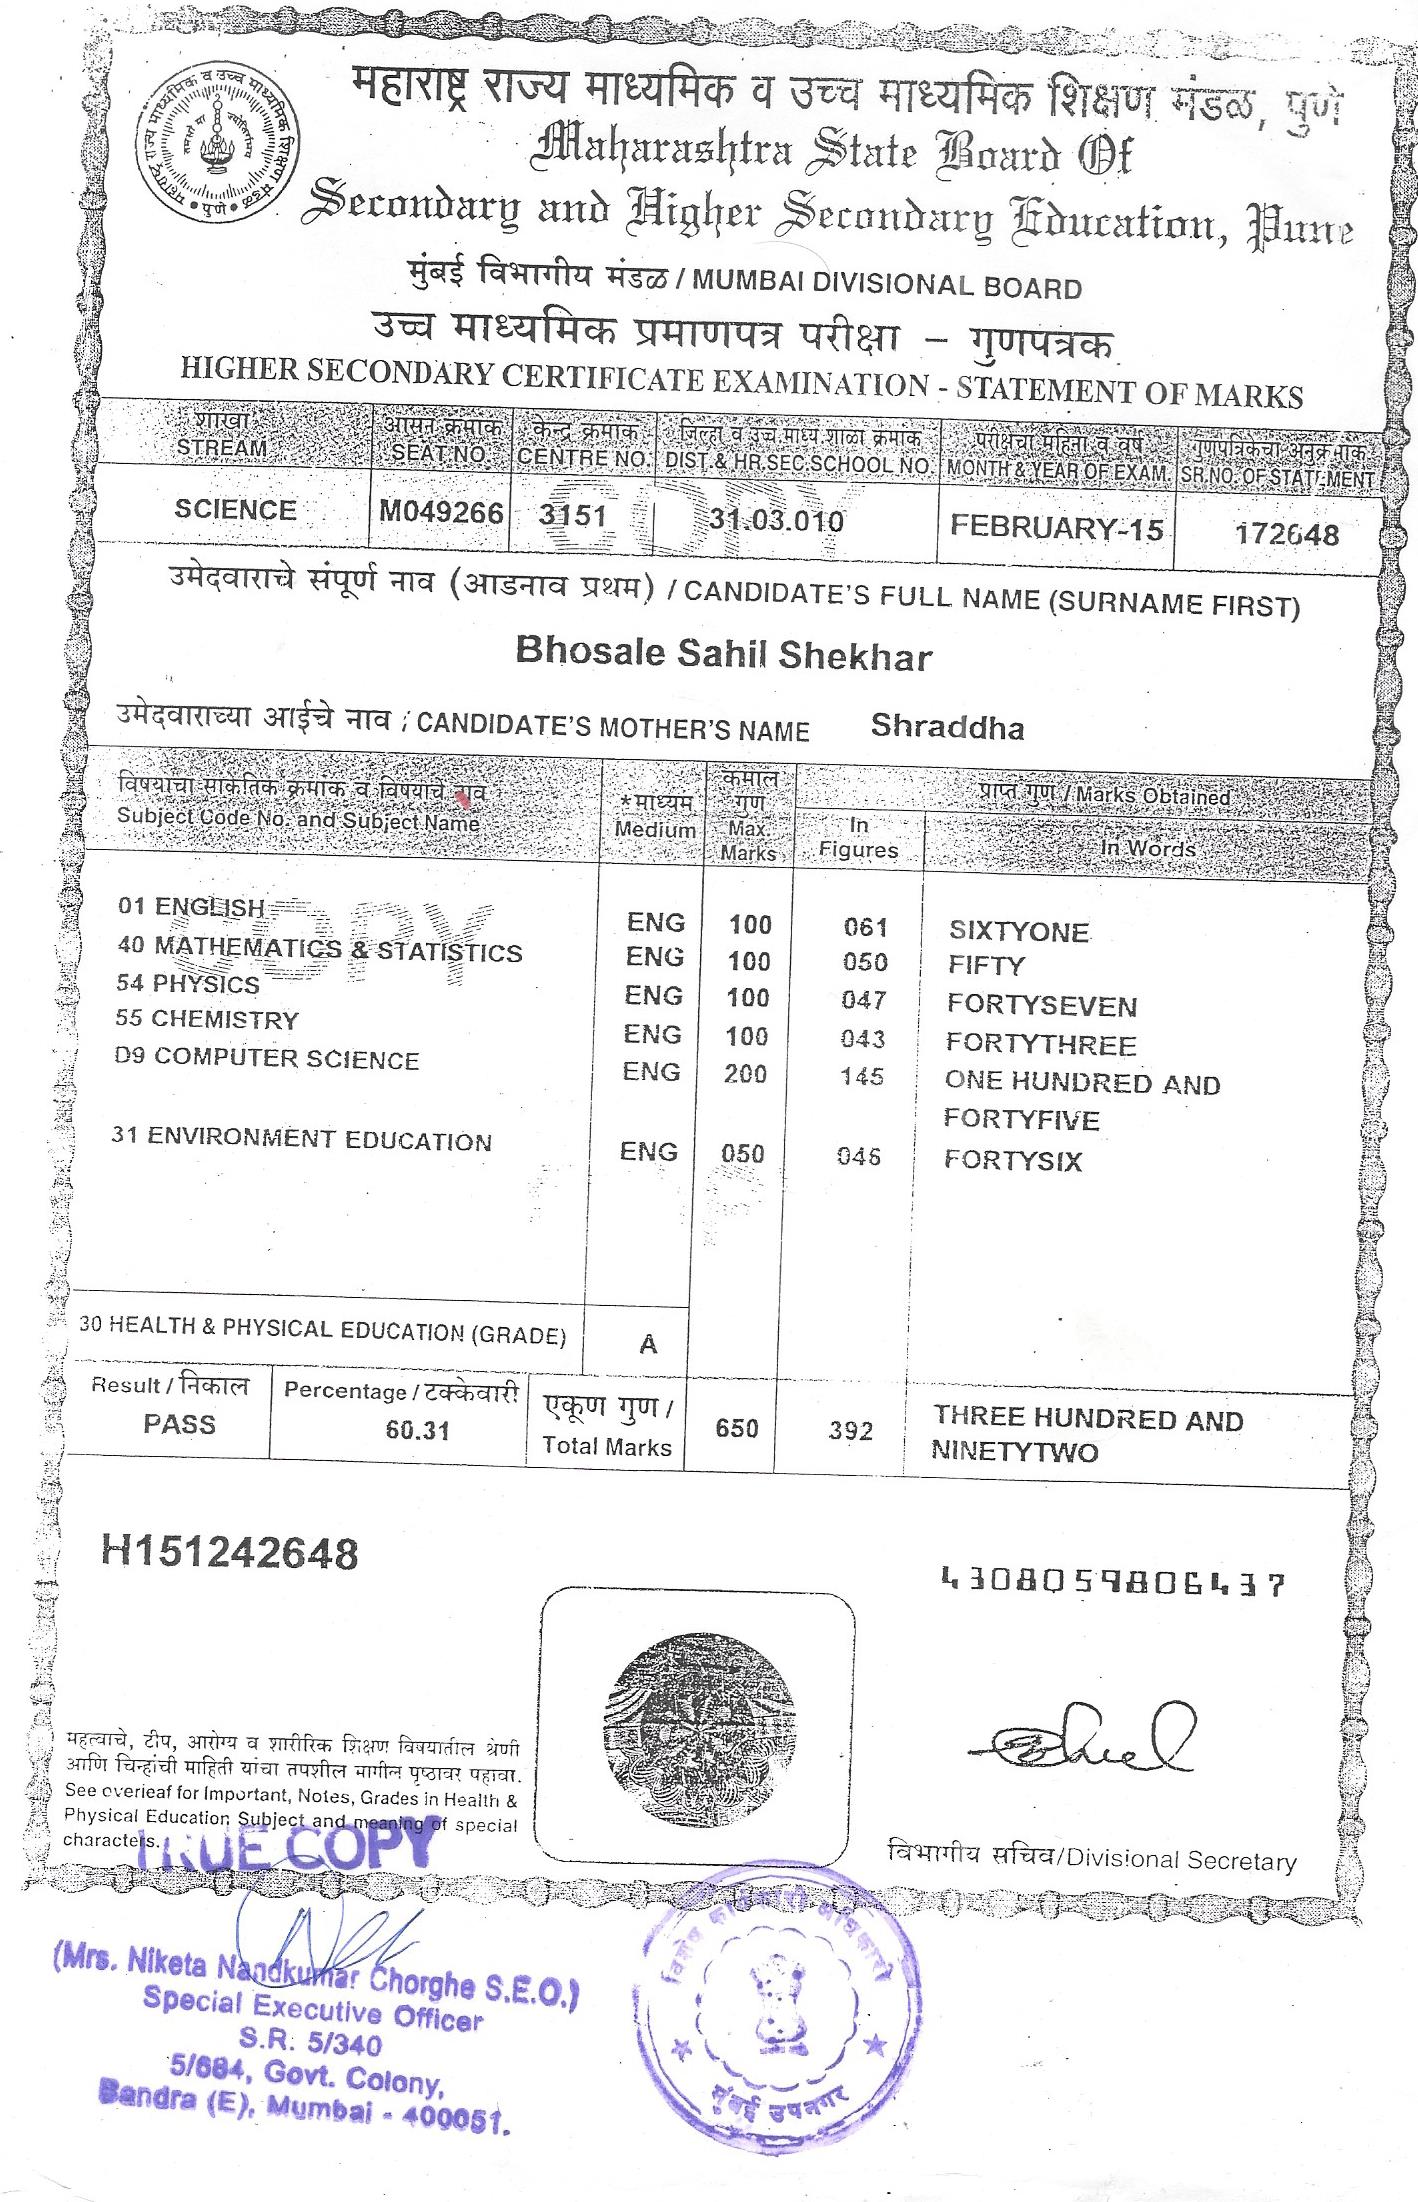 महाराष्ट्र राज्य माध्यमिक व उच्च माध्यमिक शिक्षण मंडळ, पुणे
Maharashtra State Board Of
Secondary and Higher Secondary Education, Pune
मुंबई विभागीय मंडळ / MUMBAI DIVISIONAL BOARD
उच्च माध्यमिक प्रमाणपत्र परीक्षा – गुणपत्रक
HIGHER SECONDARY CERTIFICATE EXAMINATION - STATEMENT OF MARKS
शाखा आसन क्रमांक केन्द्र क्रमांक जिल्हा व उच्च माध्य. शाळा क्रमांक परीक्षेचा महिना व वर्ष गुणपत्रिकेचा अनुक्रमांक
STREAM SEAT NO. CENTRE NO. DIST. & HR.SEC.SCHOOL NO. MONTH & YEAR OF EXAM. SR.NO. OF STATEMENT
SCIENCE M049266 3151 31.03.010 FEBRUARY-15 172648
COPY
उमेदवाराचे संपूर्ण नाव (आडनाव प्रथम) / CANDIDATE'S FULL NAME (SURNAME FIRST)
Bhosale Sahil Shekhar
उमेदवाराच्या आईचे नाव / CANDIDATE'S MOTHER'S NAME Shraddha
विषयाचा सांकेतिक क्रमांक व विषयाचे नाव
Subject Code No. and Subject Name
*माध्यम
Medium
कमाल
गुण
Max.
Marks
प्राप्त गुण / Marks Obtained
In
Figures
In Words
01 ENGLISH ENG 100 061 SIXTYONE
40 MATHEMATICS & STATISTICS ENG 100 050 FIFTY
COPY
54 PHYSICS ENG 100 047 FORTYSEVEN
55 CHEMISTRY ENG 100 043 FORTYTHREE
D9 COMPUTER SCIENCE ENG 200 145 ONE HUNDRED AND
FORTYFIVE
31 ENVIRONMENT EDUCATION ENG 050 046 FORTYSIX
30 HEALTH & PHYSICAL EDUCATION (GRADE) A
Result / निकाल
PASS
Percentage / टक्केवारी
60.31
एकूण गुण /
Total Marks
650 392 THREE HUNDRED AND
NINETYTWO
H151242648
4308059806437
महत्वाचे, टीप, आरोग्य व शारीरिक शिक्षण विषयातील श्रेणी
आणि चिन्हांची माहिती यांचा तपशील मागील पृष्ठावर पहावा.
See overleaf for Important, Notes, Grades in Health &
Physical Education Subject and meaning of special
characters.
विभागीय सचिव/Divisional Secretary
TRUE COPY
(Mrs. Niketa Nandkumar Chorghe S.E.O.)
Special Executive Officer
S.R. 5/340
5/684, Govt. Colony,
Bandra (E), Mumbai - 400051.
विशेष कार्यकारी अधिकारी
मुंबई उपनगर